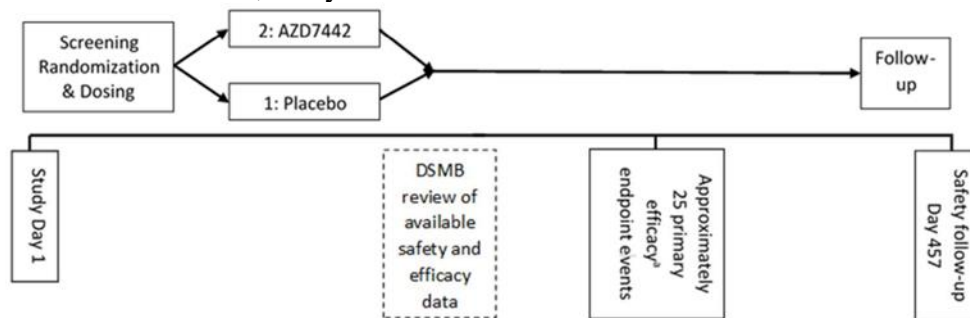 Screening
Randomization
& Dosing
2: AZD7442
1: Placebo
Follow-
up
Study Day 1
DSMB
review of
available
safety and
efficacy
data
Approximately
25 primary
efficacyᵃ
endpoint events
Safety follow-up
Day 457